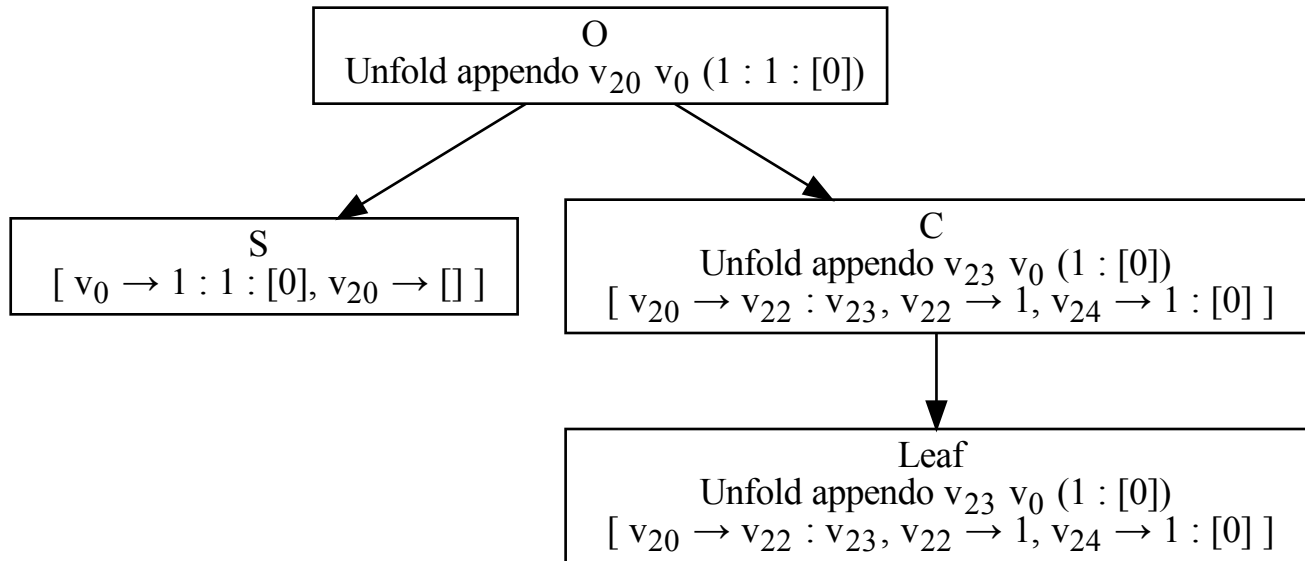 O
Unfold appendo v₂₀ v₀ (1 : 1 : [0])
S
[ v₀ → 1 : 1 : [0], v₂₀ → [] ]
C
Unfold appendo v₂₃ v₀ (1 : [0])
[ v₂₀ → v₂₂ : v₂₃, v₂₂ → 1, v₂₄ → 1 : [0] ]
Leaf
Unfold appendo v₂₃ v₀ (1 : [0])
[ v₂₀ → v₂₂ : v₂₃, v₂₂ → 1, v₂₄ → 1 : [0] ]